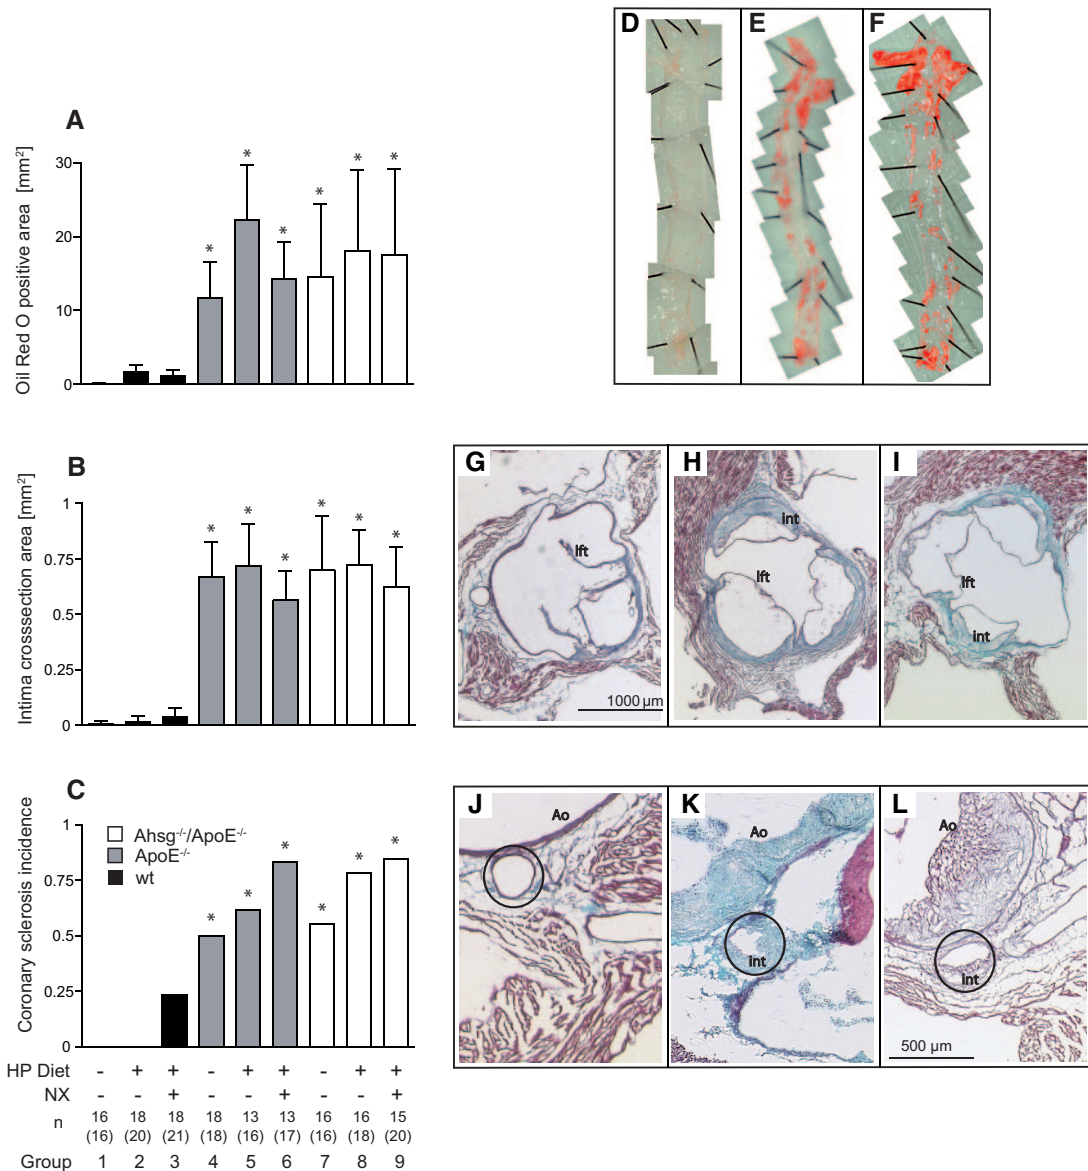 A
Oil Red O positive area [mm²]
30
20
10
0
* * * * * *
B
Intima crosssection area [mm²]
1
0.75
0.5
0.25
0
* * * * * *
C
Coronary sclerosis incidence
1
0.75
0.5
0.25
0
Ahsg-/-/ApoE-/-
ApoE-/-
wt
* * * * * *
HP Diet - + + - + + - + +
NX - - + - - + - - +
n 16 18 18 18 13 13 16 16 15
(16) (20) (21) (18) (16) (17) (16) (18) (20)
Group 1 2 3 4 5 6 7 8 9
D E F
G H I
lft
1000 µm
int
lft
lft
int
J K L
Ao
Ao
int
Ao
int
500 µm